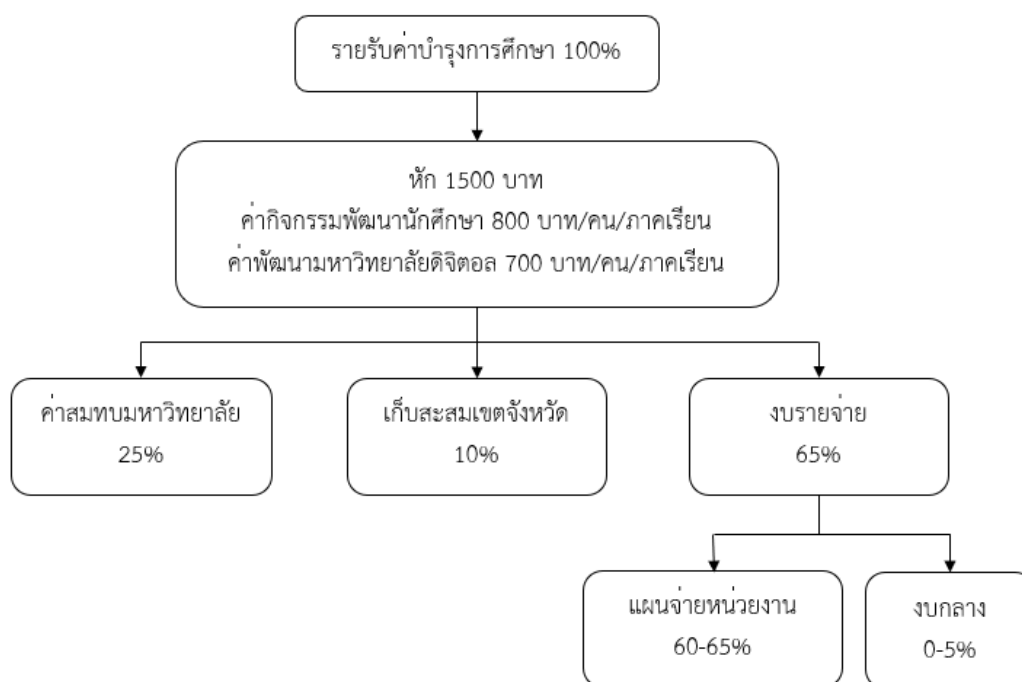 รายรับค่าบำรุงการศึกษา 100%
หัก 1500 บาท
ค่ากิจกรรมพัฒนานักศึกษา 800 บาท/คน/ภาคเรียน
ค่าพัฒนามหาวิทยาลัยดิจิตอล 700 บาท/คน/ภาคเรียน
ค่าสมทบมหาวิทยาลัย
25%
เก็บสะสมเขตจังหวัด
10%
งบรายจ่าย
65%
แผนจ่ายหน่วยงาน
60-65%
งบกลาง
0-5%